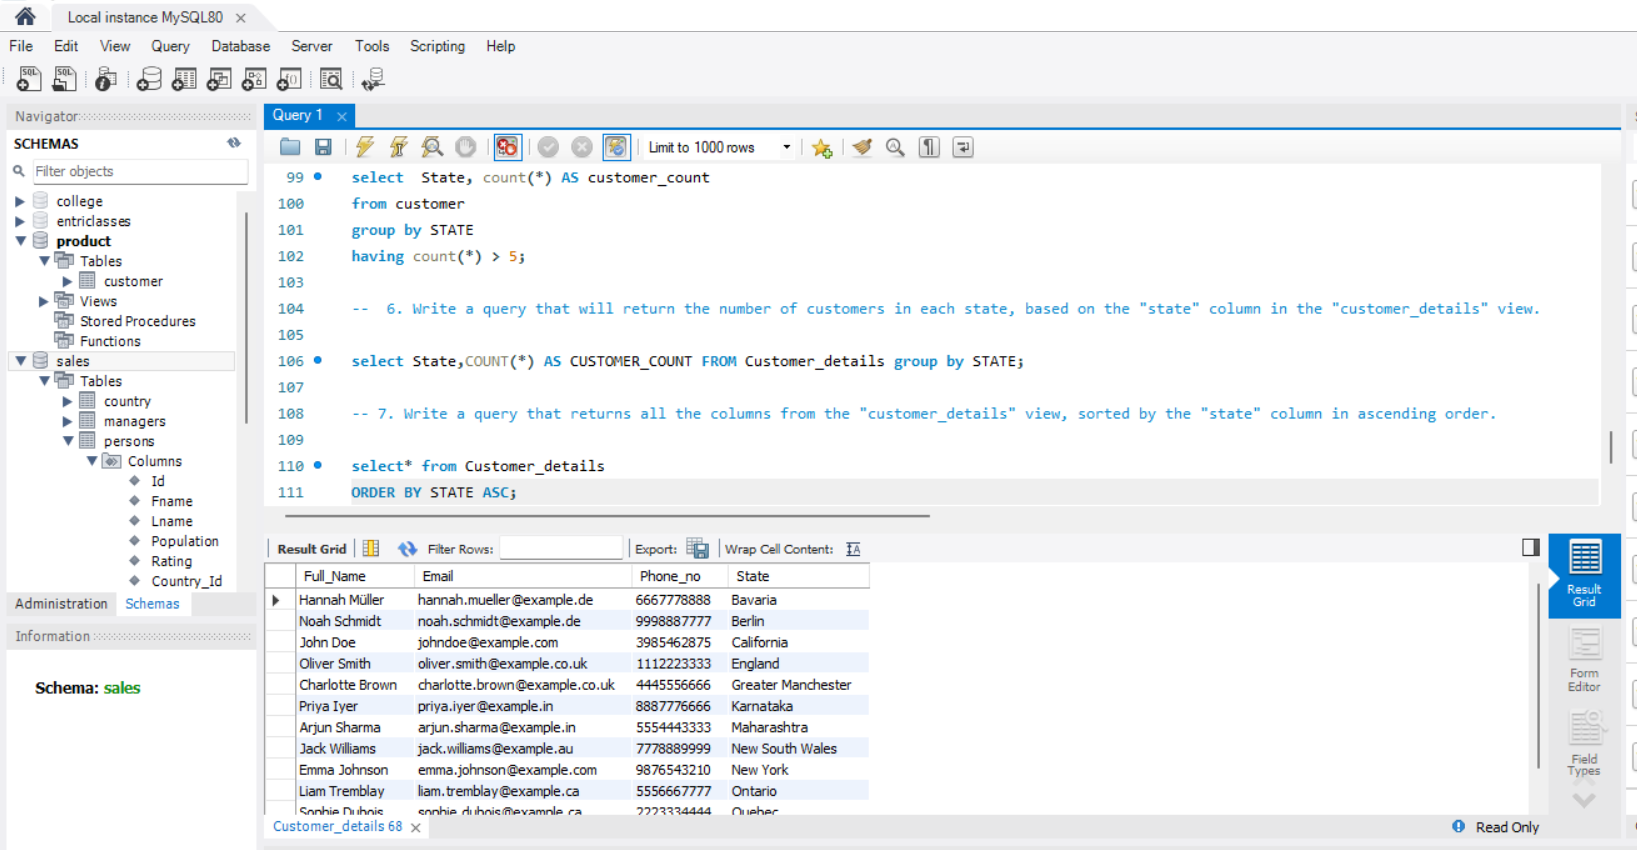 Local instance MySQL80
File Edit View Query Database Server Tools Scripting Help
Navigator
SCHEMAS
Filter objects
college
entriclasses
product
Tables
customer
Views
Stored Procedures
Functions
sales
Tables
country
managers
persons
Columns
Id
Fname
Lname
Population
Rating
Country_Id
Administration Schemas
Information
Schema: sales
Query 1
Limit to 1000 rows
99 select  State, count(*) AS customer_count
100 from customer
101 group by STATE
102 having count(*) > 5;
103
104 --  6. Write a query that will return the number of customers in each state, based on the "state" column in the "customer_details" view.
105
106 select State,COUNT(*) AS CUSTOMER_COUNT FROM Customer_details group by STATE;
107
108 -- 7. Write a query that returns all the columns from the "customer_details" view, sorted by the "state" column in ascending order.
109
110 select* from Customer_details
111 ORDER BY STATE ASC;
Result Grid Filter Rows: Export: Wrap Cell Content:
Full_Name Email Phone_no State
Hannah Müller hannah.mueller@example.de 6667778888 Bavaria
Noah Schmidt noah.schmidt@example.de 9998887777 Berlin
John Doe johndoe@example.com 3985462875 California
Oliver Smith oliver.smith@example.co.uk 1112223333 England
Charlotte Brown charlotte.brown@example.co.uk 4445556666 Greater Manchester
Priya Iyer priya.iyer@example.in 8887776666 Karnataka
Arjun Sharma arjun.sharma@example.in 5554443333 Maharashtra
Jack Williams jack.williams@example.au 7778889999 New South Wales
Emma Johnson emma.johnson@example.com 9876543210 New York
Liam Tremblay liam.tremblay@example.ca 5556667777 Ontario
Sophie Dubois sophie.dubois@example.ca 2223334444 Quebec
Result
Grid
Form
Editor
Field
Types
Customer_details 68
Read Only